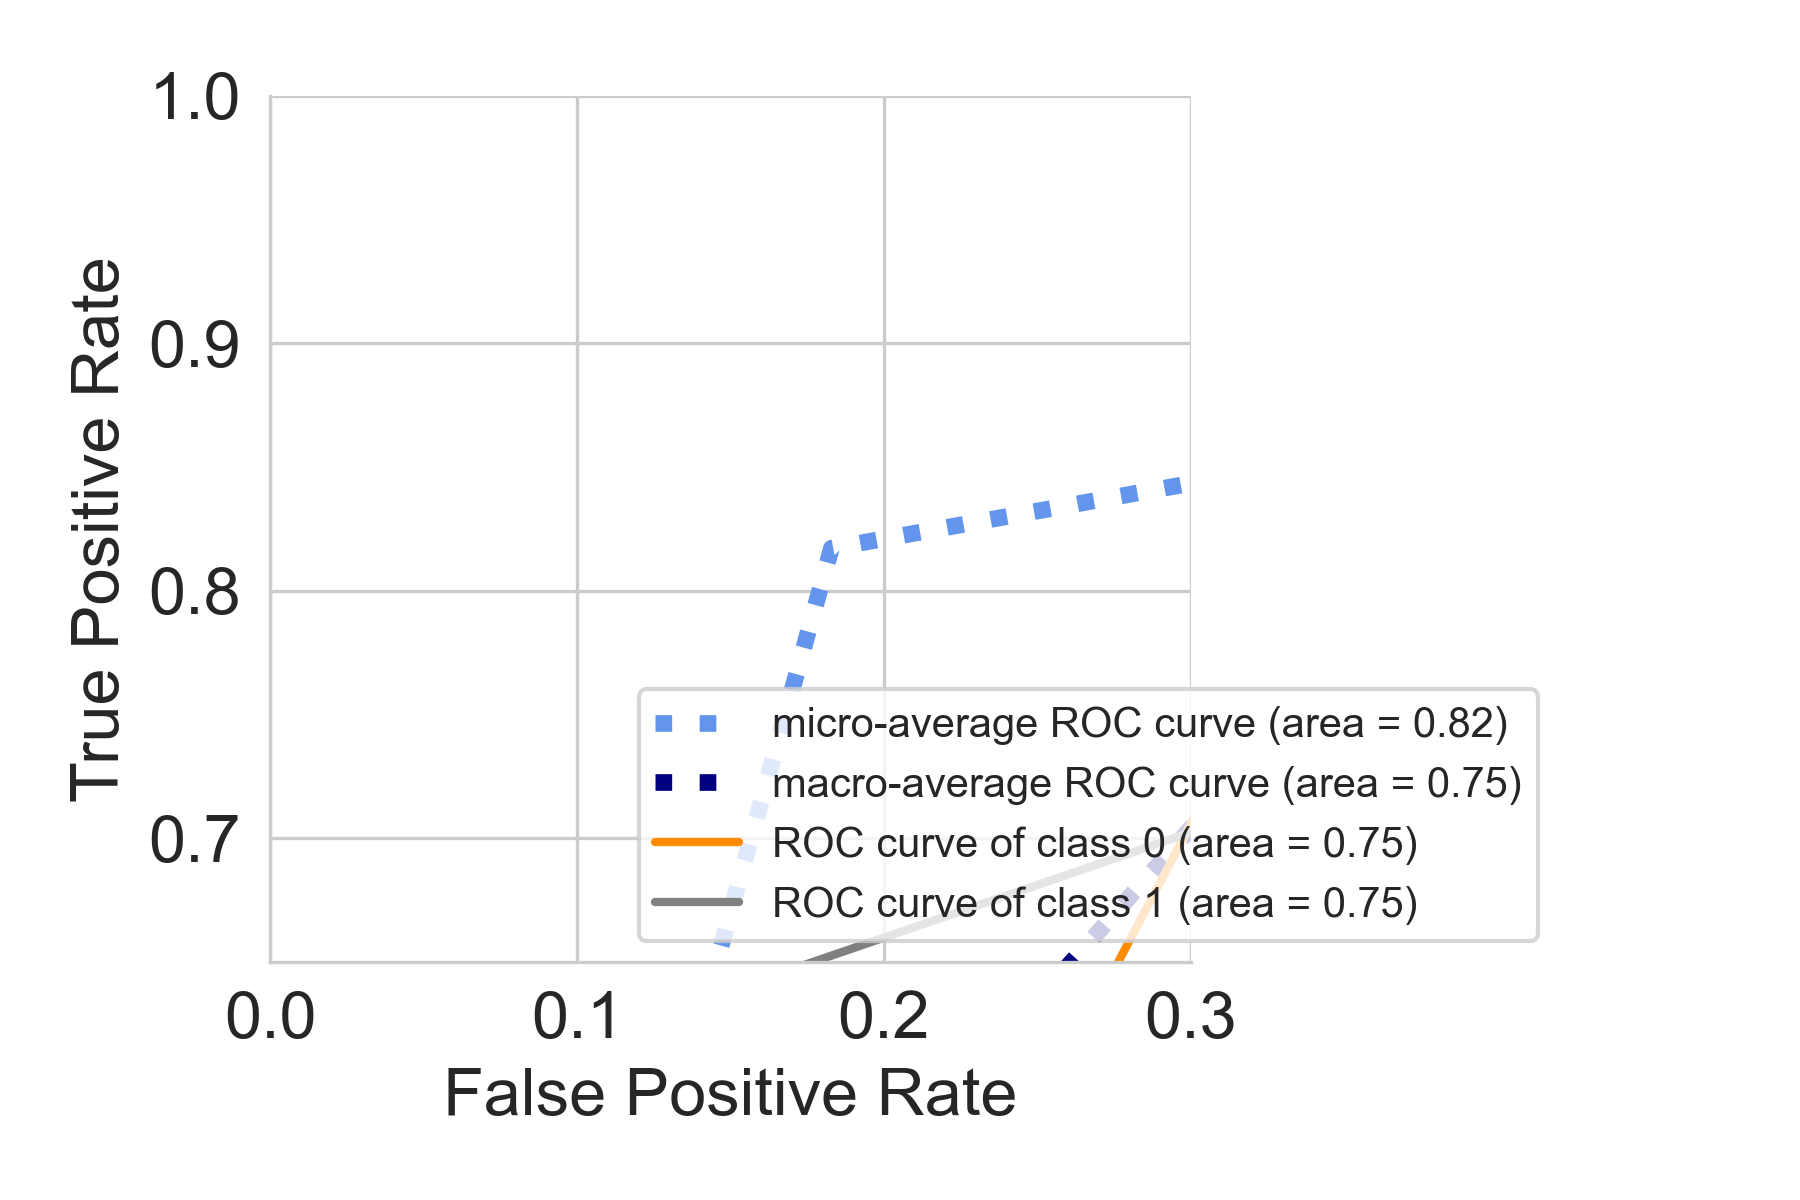 1.0
0.9
0.8
0.7
True Positive Rate
micro-average ROC curve (area = 0.82)
macro-average ROC curve (area = 0.75)
ROC curve of class 0 (area = 0.75)
ROC curve of class 1 (area = 0.75)
0.0 0.1 0.2 0.3
False Positive Rate